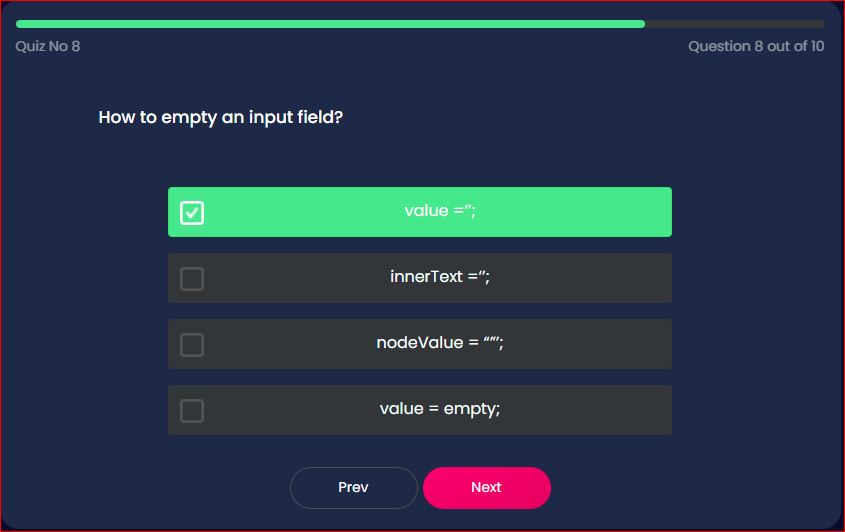 Quiz No 8
Question 8 out of 10
How to empty an input field?
value =’’;
innerText =’’;
nodeValue = “”’;
value = empty;
Prev
Next